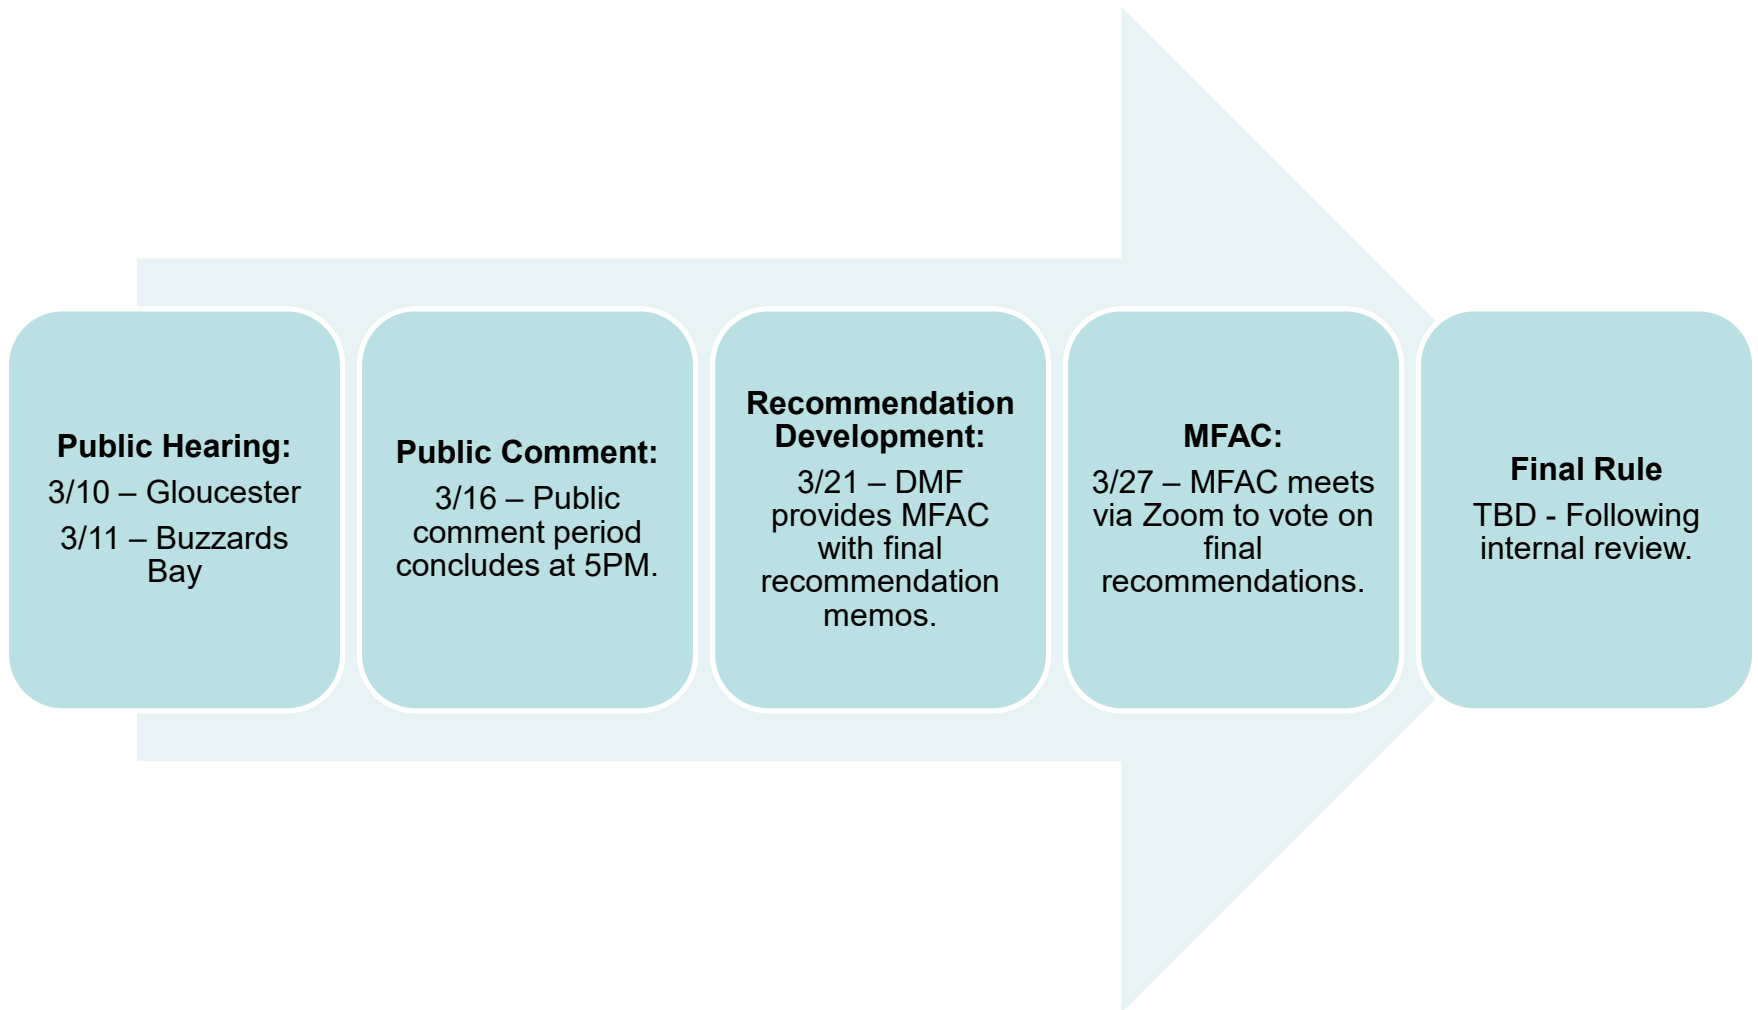 Public Hearing:
3/10 – Gloucester
3/11 – Buzzards
Bay
Public Comment:
3/16 – Public
comment period
concludes at 5PM.
Recommendation
Development:
3/21 – DMF
provides MFAC
with final
recommendation
memos.
MFAC:
3/27 – MFAC meets
via Zoom to vote on
final
recommendations.
Final Rule
TBD - Following
internal review.